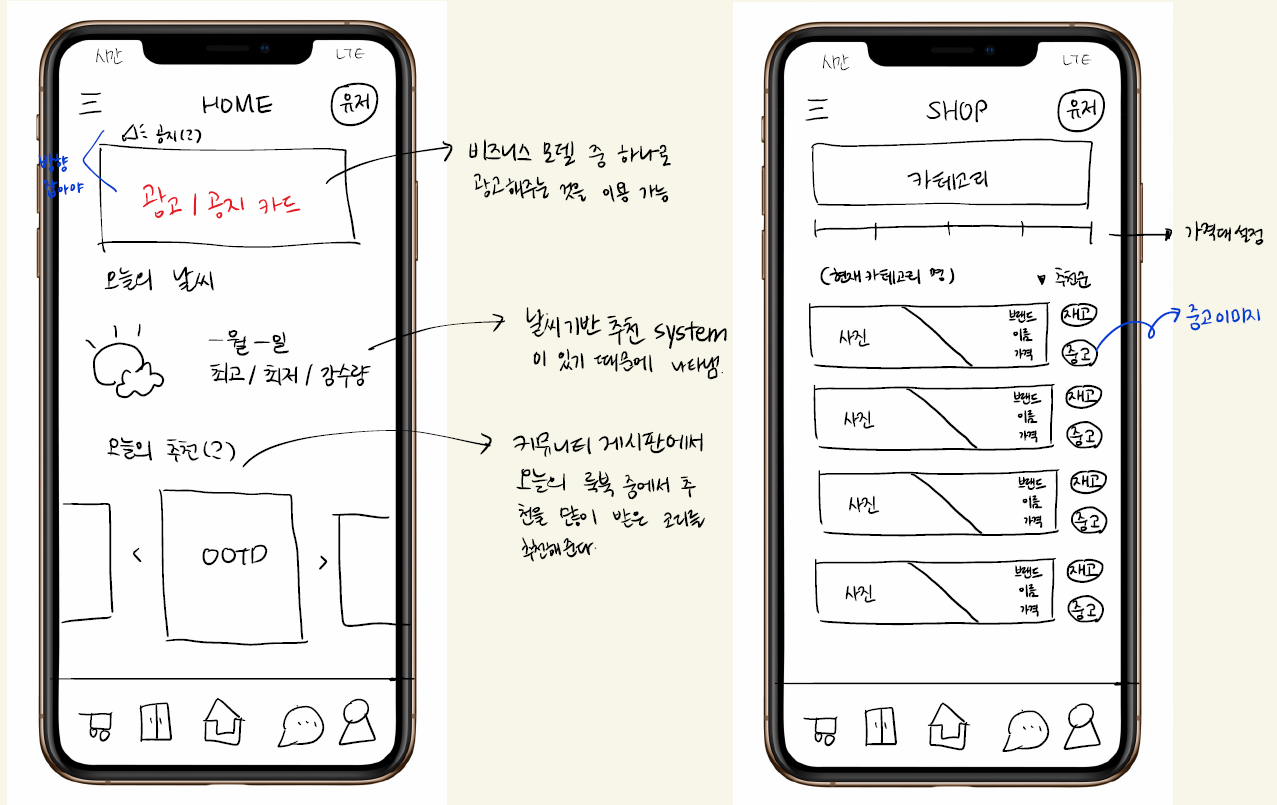 시간
LTE
HOME
유저
공지(?)
방향
잡아야
광고 / 공지 카드
비즈니스 모델 중 하나로
광고해주는 것을 이용 가능
오늘의 날씨
-월 -일
최고 / 최저 / 강수량
날씨 기반 추천 system
이 있기 때문에 나타냄.
오늘의 추천(?)
커뮤니티 게시판에서
오늘의 룩북 중에서 추
천을 많이 받은 코디를
추천해준다.
<
OOTD
>
시간
LTE
SHOP
유저
카테고리
가격대 설정
(현재 카테고리 명)
▼ 추천순
사진
브랜드
이름
가격
재고
중고
중고 이미지
사진
브랜드
이름
가격
재고
중고
사진
브랜드
이름
가격
재고
중고
사진
브랜드
이름
가격
재고
중고